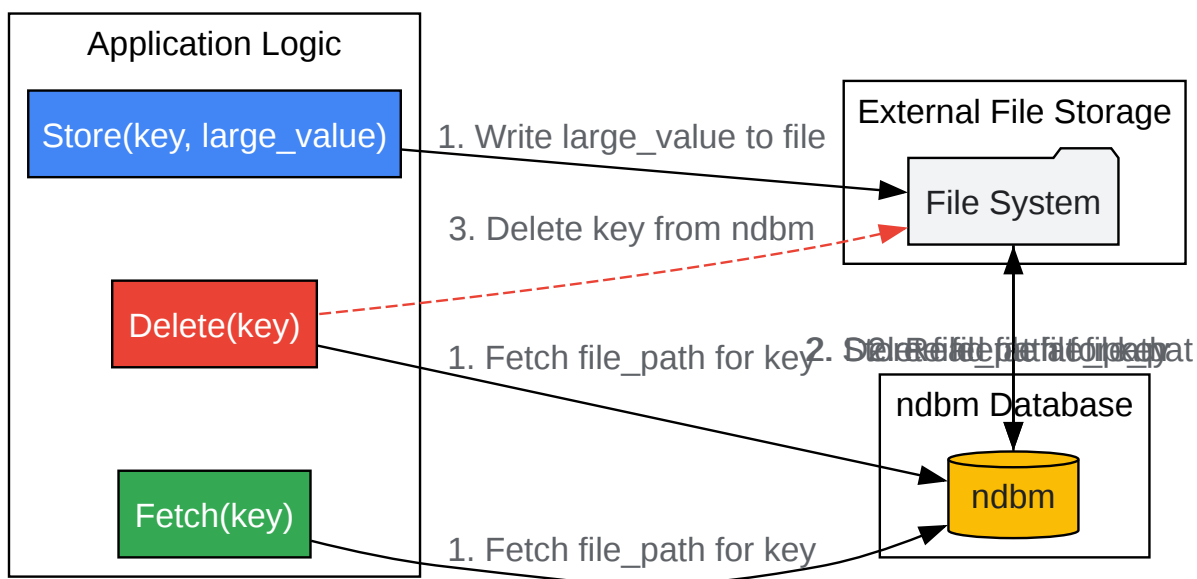 Application Logic
Store(key, large_value)
1. Write large_value to file
External File Storage
File System
3. Delete key from ndbm
Delete(key)
1. Fetch file_path for key
2.
ndbm Database
ndbm
Fetch(key)
1. Fetch file_path for key